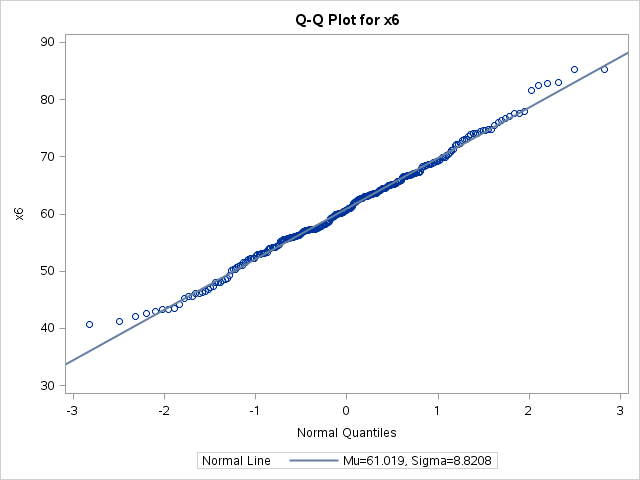 Q-Q Plot for x6
90
80
70
60
50
40
30
x6
-3 -2 -1 0 1 2 3
Normal Quantiles
Normal Line Mu=61.019, Sigma=8.8208